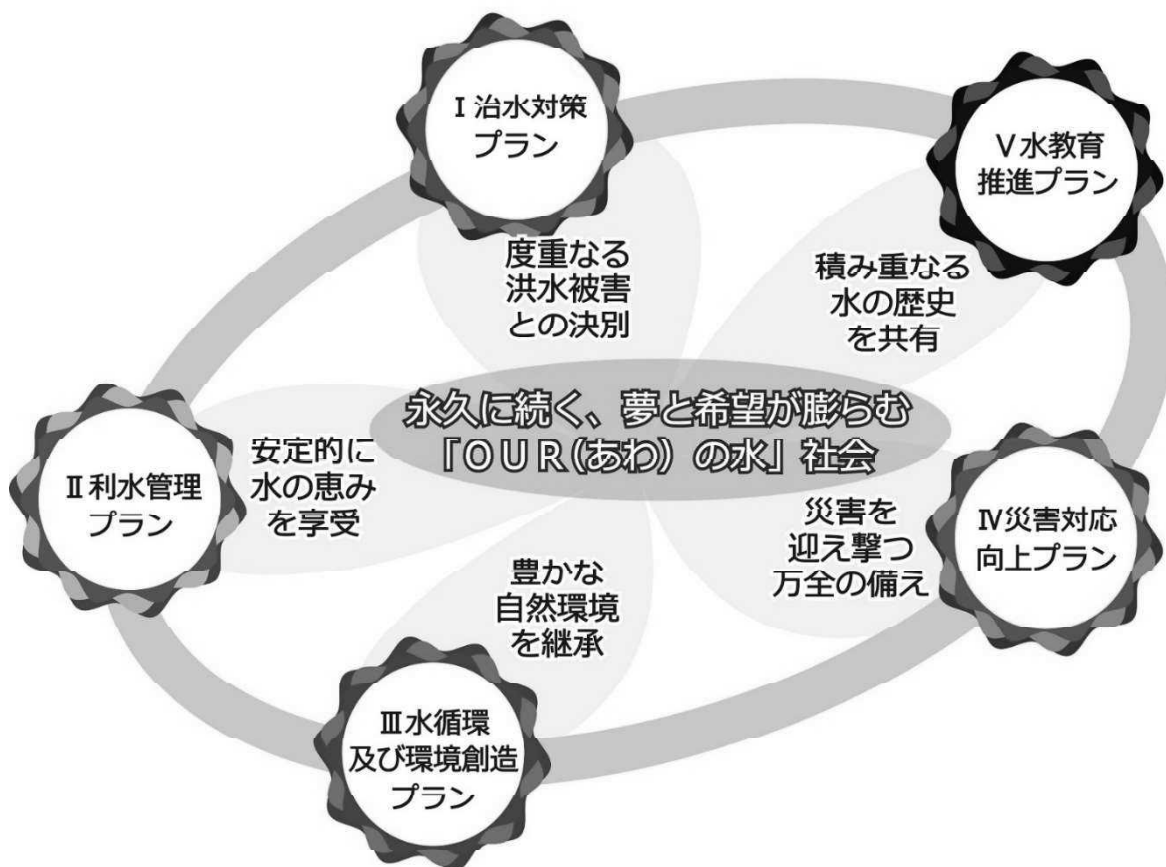 Ⅰ治水対策
プラン
度重なる
洪水被害
との決別
Ⅴ水教育
推進プラン
積み重なる
水の歴史
を共有
永久に続く、夢と希望が膨らむ
「OUR(あわ)の水」社会
Ⅱ利水管理
プラン
安定的に
水の恵み
を享受
Ⅳ災害対応
向上プラン
災害を
迎え撃つ
万全の備え
豊かな
自然環境
を継承
Ⅲ水循環
及び環境創造
プラン